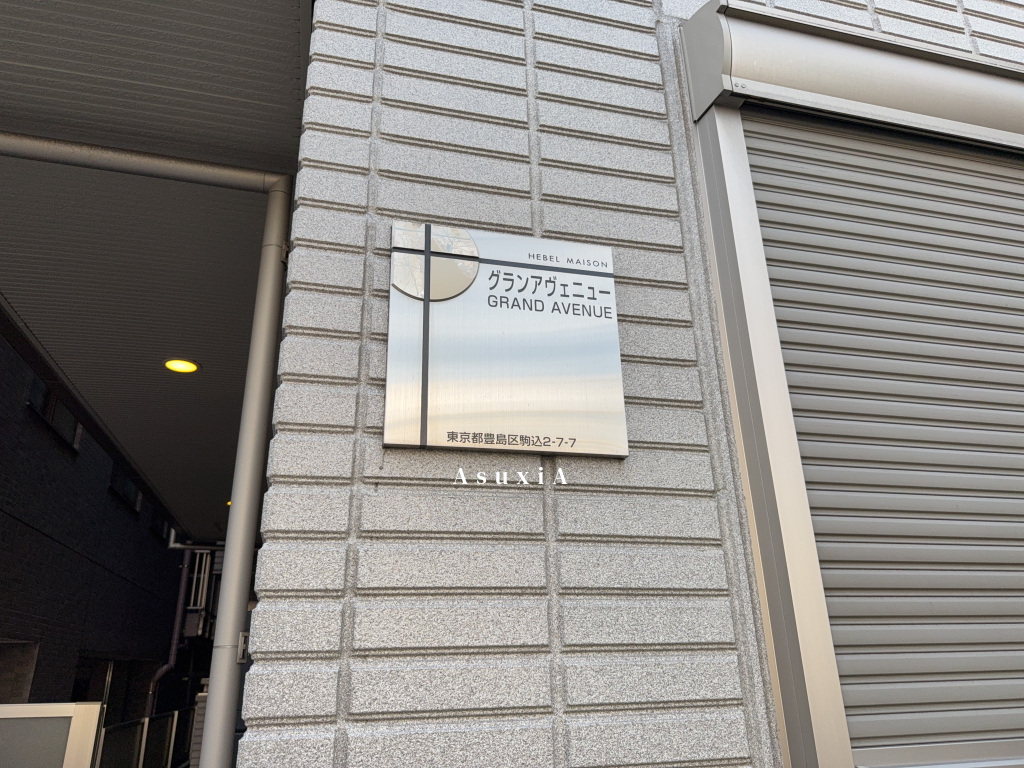 HEBEL MAISON
グランアヴェニュー
GRAND AVENUE
東京都豊島区駒込2-7-7
AsuxiA